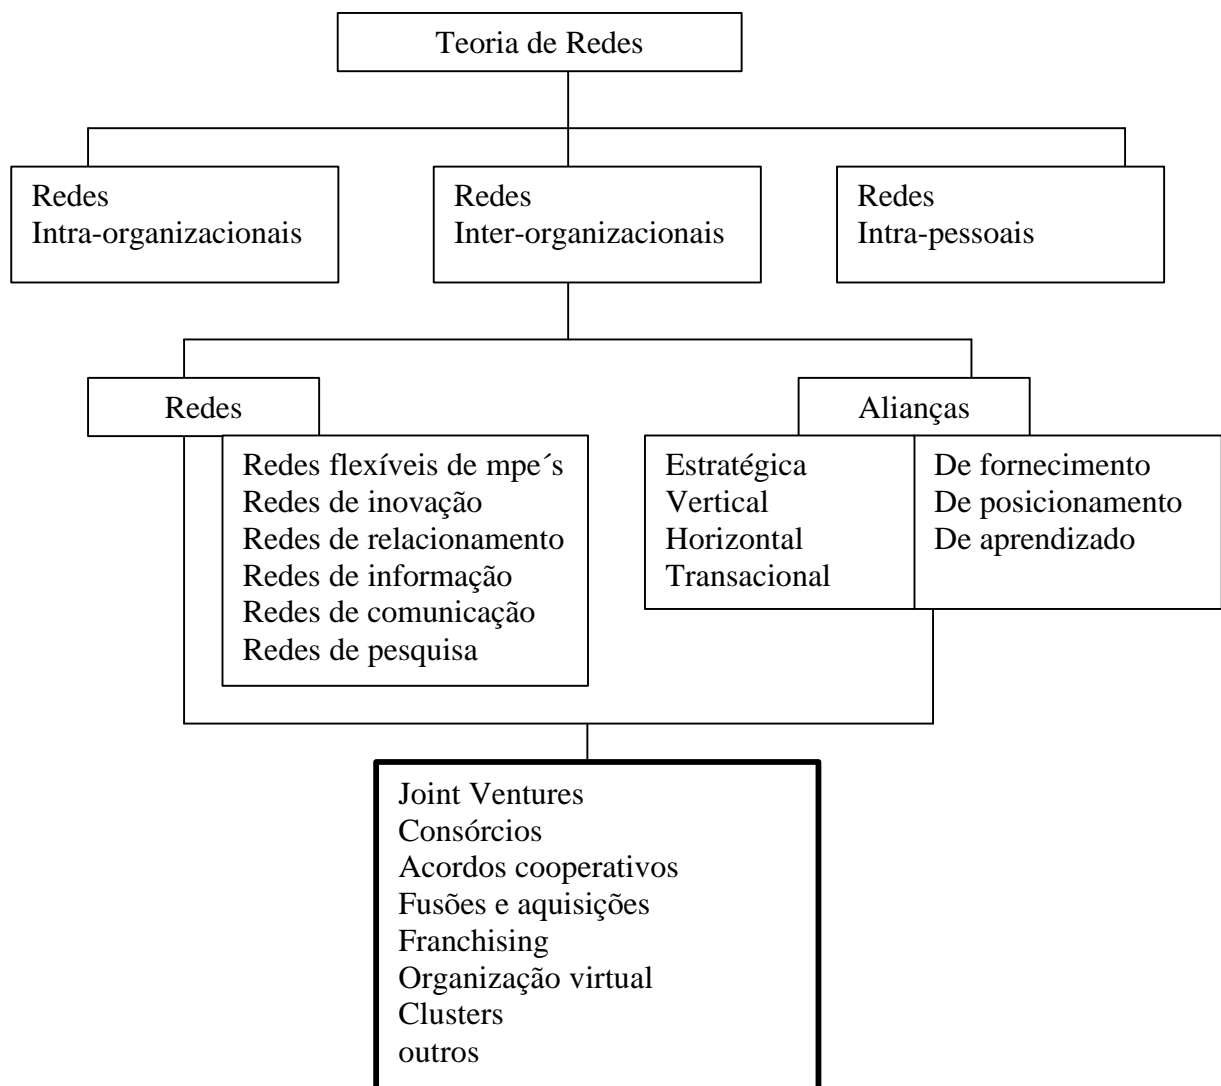 Teoria de Redes
Redes
Intra-organizacionais
Redes
Inter-organizacionais
Redes
Intra-pessoais
Redes
Alianças
Redes flexíveis de mpe´s
Redes de inovação
Redes de relacionamento
Redes de informação
Redes de comunicação
Redes de pesquisa
Estratégica
Vertical
Horizontal
Transacional
De fornecimento
De posicionamento
De aprendizado
Joint Ventures
Consórcios
Acordos cooperativos
Fusões e aquisições
Franchising
Organização virtual
Clusters
outros